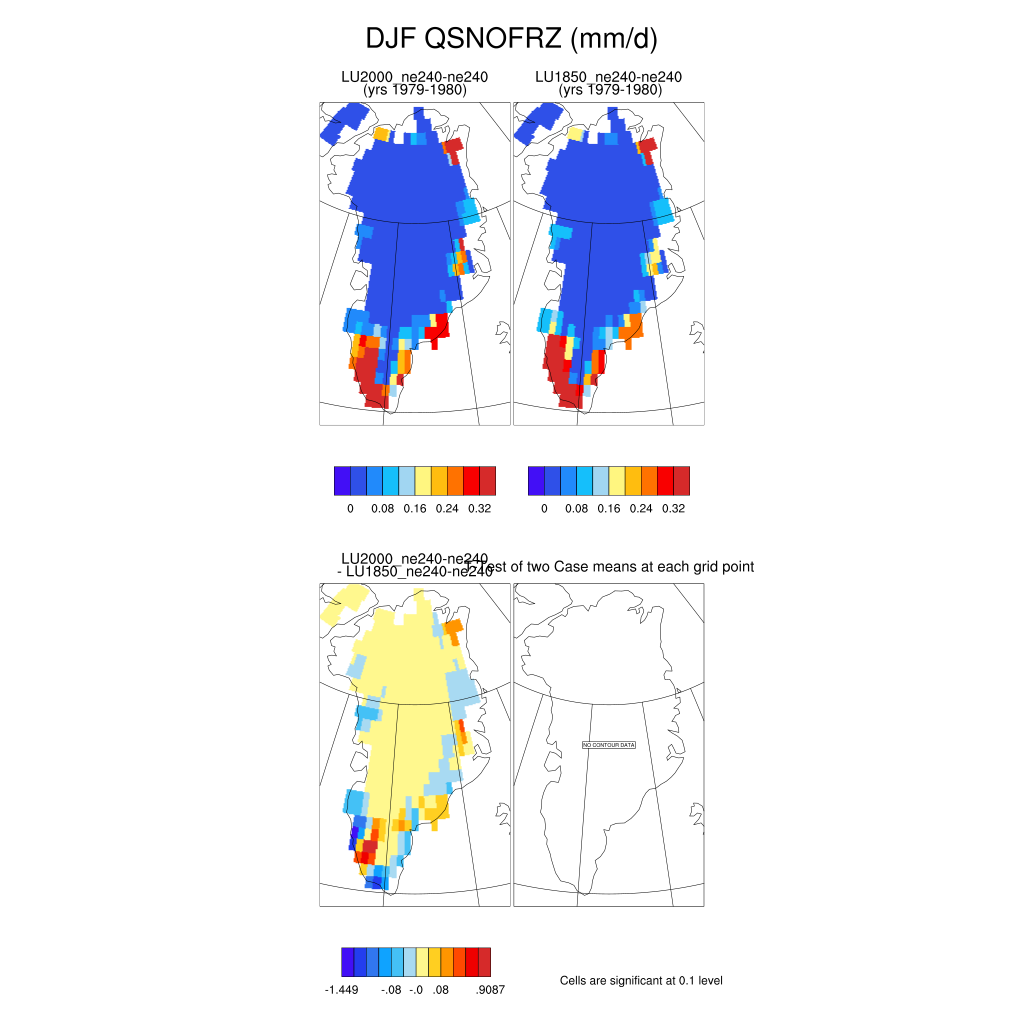 DJF QSNOFRZ (mm/d)
LU2000_ne240-ne240
(yrs 1979-1980)
LU1850_ne240-ne240
(yrs 1979-1980)
0 0.08 0.16 0.24 0.32
0 0.08 0.16 0.24 0.32
LU2000_ne240-ne240
- LU1850_ne240-ne240
T-Test of two Case means at each grid point
NO CONTOUR DATA
-1.449 -.08 -.0 .08 .9087
Cells are significant at 0.1 level